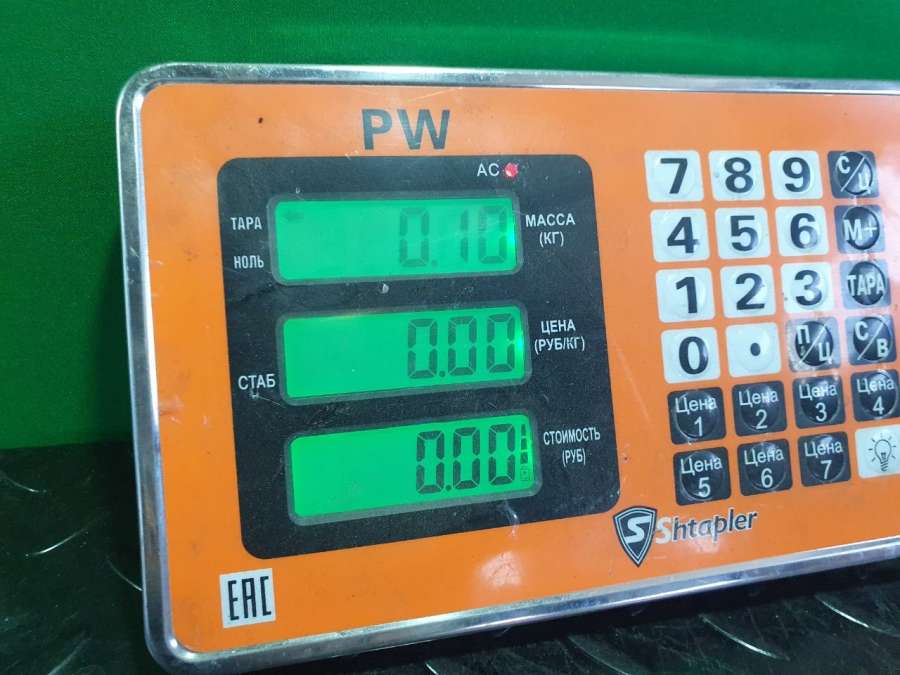 PW
AC
ТАРА
НОЛЬ
0.10
МАССА
(КГ)
СТАБ
0.00
ЦЕНА
(РУБ/КГ)
0.00
СТОИМОСТЬ
(РУБ)
7 8 9 С/Ц
4 5 6 М+
1 2 3 ТАРА
0 . П/Ц С/В
Цена 1 Цена 2 Цена 3 Цена 4
Цена 5 Цена 6 Цена 7
S Shtapler
EAC